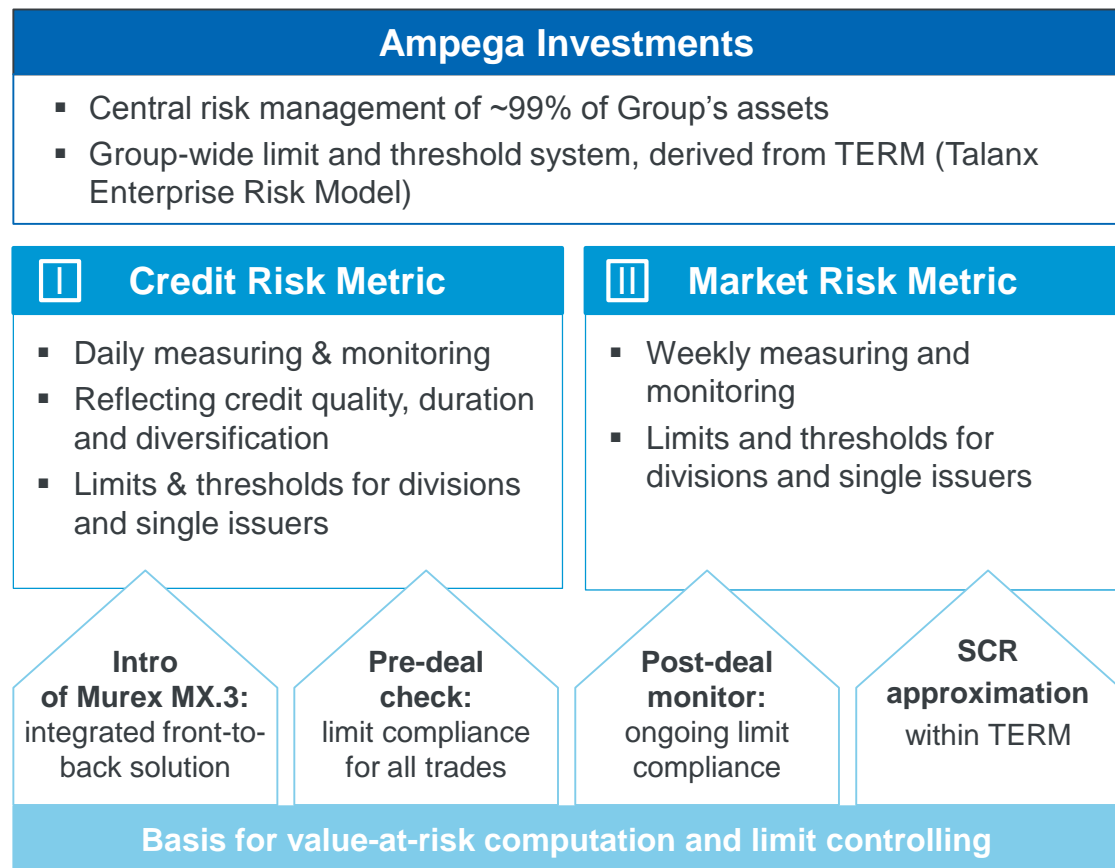 Ampega Investments
▪ Central risk management of ~99% of Group's assets
▪ Group-wide limit and threshold system, derived from TERM (Talanx
Enterprise Risk Model)
I Credit Risk Metric
▪ Daily measuring & monitoring
▪ Reflecting credit quality, duration
and diversification
▪ Limits & thresholds for divisions
and single issuers
II Market Risk Metric
▪ Weekly measuring and
monitoring
▪ Limits and thresholds for
divisions and single issuers
Intro
of Murex MX.3:
integrated front-to-
back solution
Pre-deal
check:
limit compliance
for all trades
Post-deal
monitor:
ongoing limit
compliance
SCR
approximation
within TERM
Basis for value-at-risk computation and limit controlling